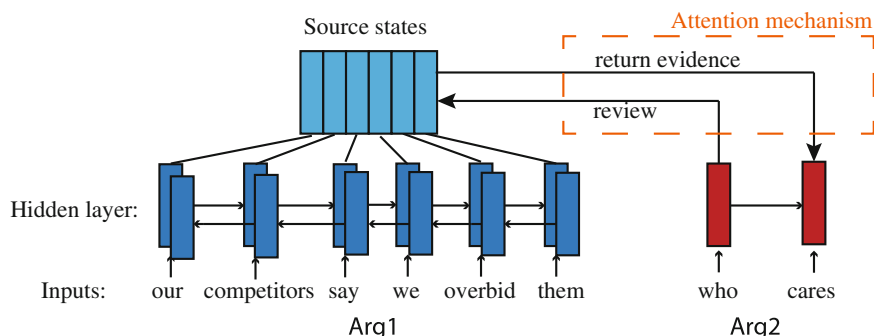 Attention mechanism
Source states
return evidence
review
Hidden layer:
Inputs: our competitors say we overbid them who cares
Arg1 Arg2